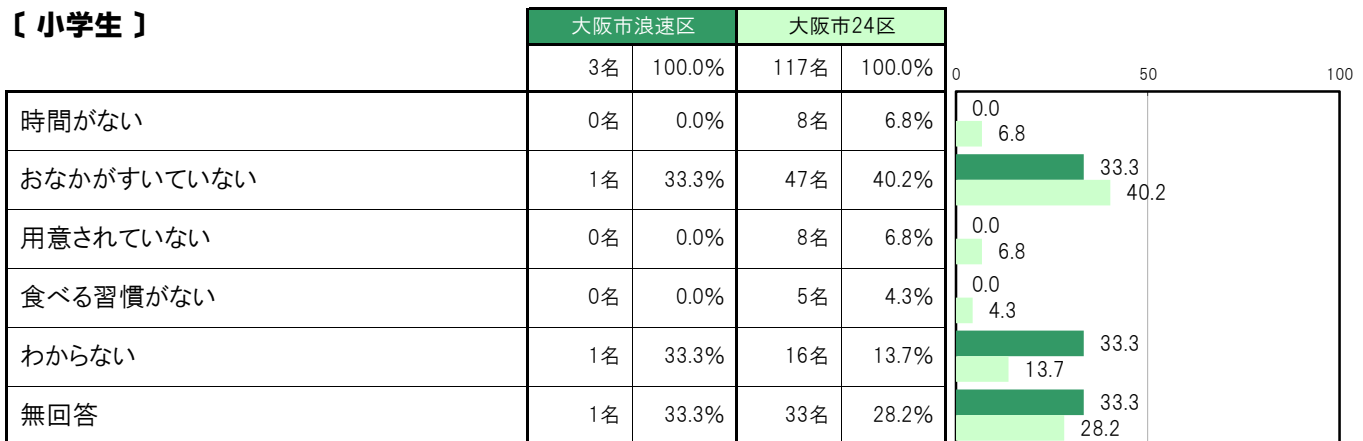 〔 小学生 〕
大阪市浪速区 大阪市24区
3名 100.0% 117名 100.0%
0 50 100
時間がない 0名 0.0% 8名 6.8%
0.0
6.8
おなかがすいていない 1名 33.3% 47名 40.2%
33.3
40.2
用意されていない 0名 0.0% 8名 6.8%
0.0
6.8
食べる習慣がない 0名 0.0% 5名 4.3%
0.0
4.3
わからない 1名 33.3% 16名 13.7%
33.3
13.7
無回答 1名 33.3% 33名 28.2%
33.3
28.2